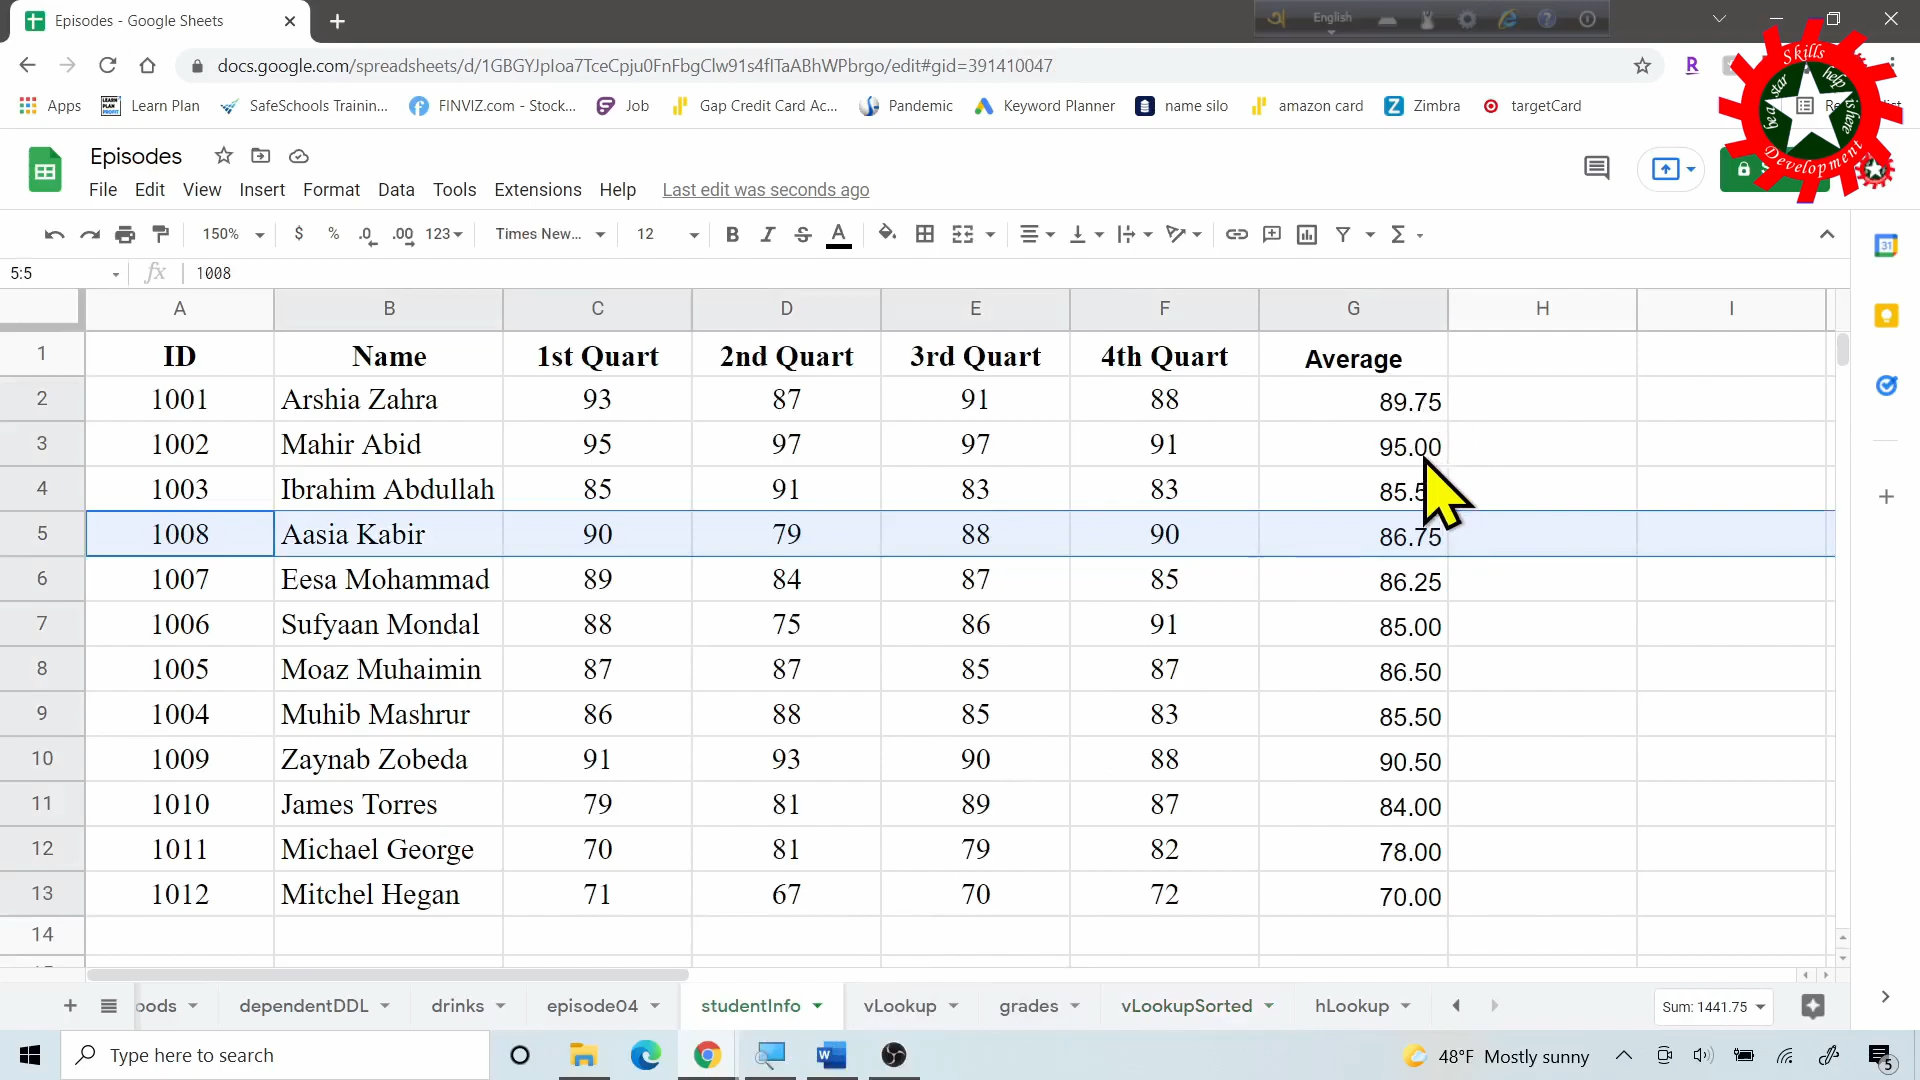 Episodes - Google Sheets
English
docs.google.com/spreadsheets/d/1GBGYJpIoa7TceCpju0FnFbgClw91s4fITaABhWPbrgo/edit#gid=391410047
Apps Learn Plan SafeSchools Trainin... FINVIZ.com - Stock... Job Gap Credit Card Ac... Pandemic Keyword Planner name silo amazon card Zimbra targetCard
Skills
be a star help is here
Development
Episodes
File Edit View Insert Format Data Tools Extensions Help Last edit was seconds ago
150% $ % .0 .00 123 Times New... 12 B I S A Σ
5:5 fx 1008
A B C D E F G H I
1 ID Name 1st Quart 2nd Quart 3rd Quart 4th Quart Average
2 1001 Arshia Zahra 93 87 91 88 89.75
3 1002 Mahir Abid 95 97 97 91 95.00
4 1003 Ibrahim Abdullah 85 91 83 83 85.5
5 1008 Aasia Kabir 90 79 88 90 86.75
6 1007 Eesa Mohammad 89 84 87 85 86.25
7 1006 Sufyaan Mondal 88 75 86 91 85.00
8 1005 Moaz Muhaimin 87 87 85 87 86.50
9 1004 Muhib Mashrur 86 88 85 83 85.50
10 1009 Zaynab Zobeda 91 93 90 88 90.50
11 1010 James Torres 79 81 89 87 84.00
12 1011 Michael George 70 81 79 82 78.00
13 1012 Mitchel Hegan 71 67 70 72 70.00
14
oods dependentDDL drinks episode04 studentInfo vLookup grades vLookupSorted hLookup Sum: 1441.75
Type here to search 48°F Mostly sunny 5